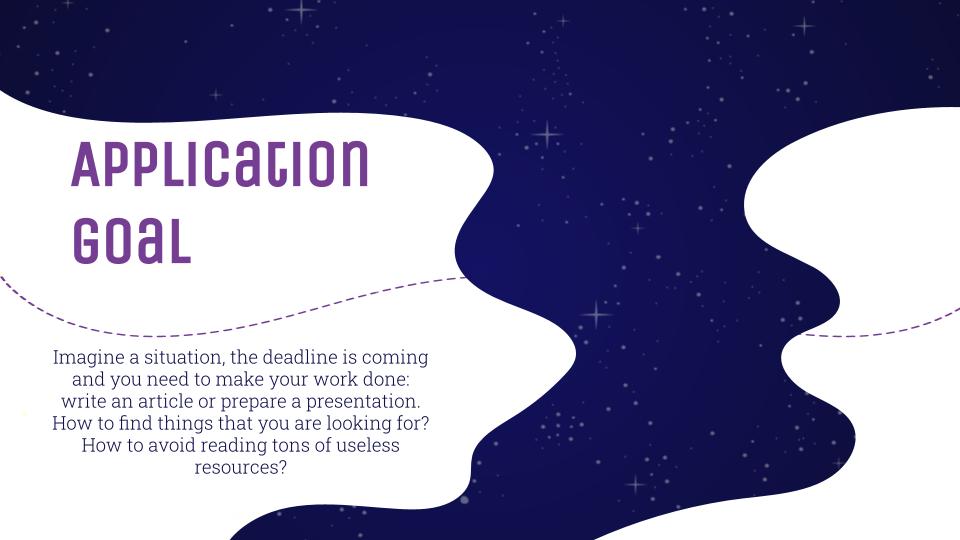 Application
Goal
Imagine a situation, the deadline is coming
and you need to make your work done:
write an article or prepare a presentation.
How to find things that you are looking for?
How to avoid reading tons of useless
resources?